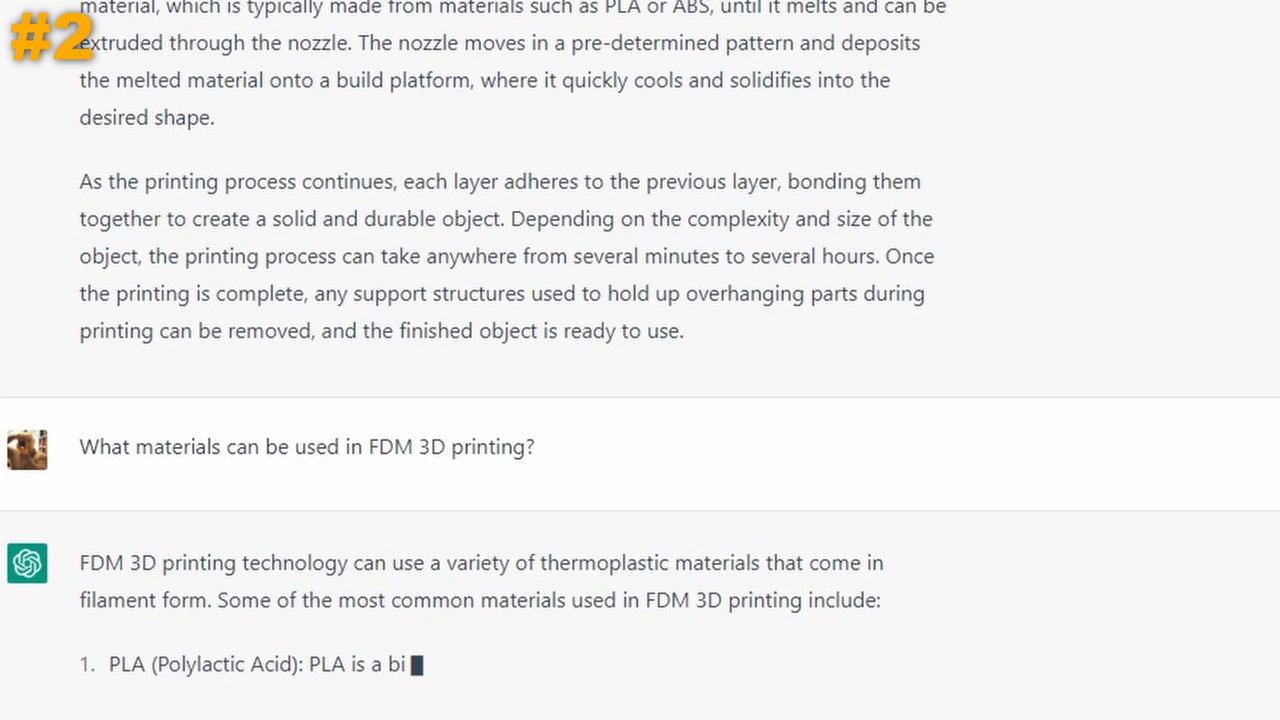 #2
material, which is typically made from materials such as PLA or ABS, until it melts and can be
extruded through the nozzle. The nozzle moves in a pre-determined pattern and deposits
the melted material onto a build platform, where it quickly cools and solidifies into the
desired shape.
As the printing process continues, each layer adheres to the previous layer, bonding them
together to create a solid and durable object. Depending on the complexity and size of the
object, the printing process can take anywhere from several minutes to several hours. Once
the printing is complete, any support structures used to hold up overhanging parts during
printing can be removed, and the finished object is ready to use.
What materials can be used in FDM 3D printing?
FDM 3D printing technology can use a variety of thermoplastic materials that come in
filament form. Some of the most common materials used in FDM 3D printing include:
1. PLA (Polylactic Acid): PLA is a bi